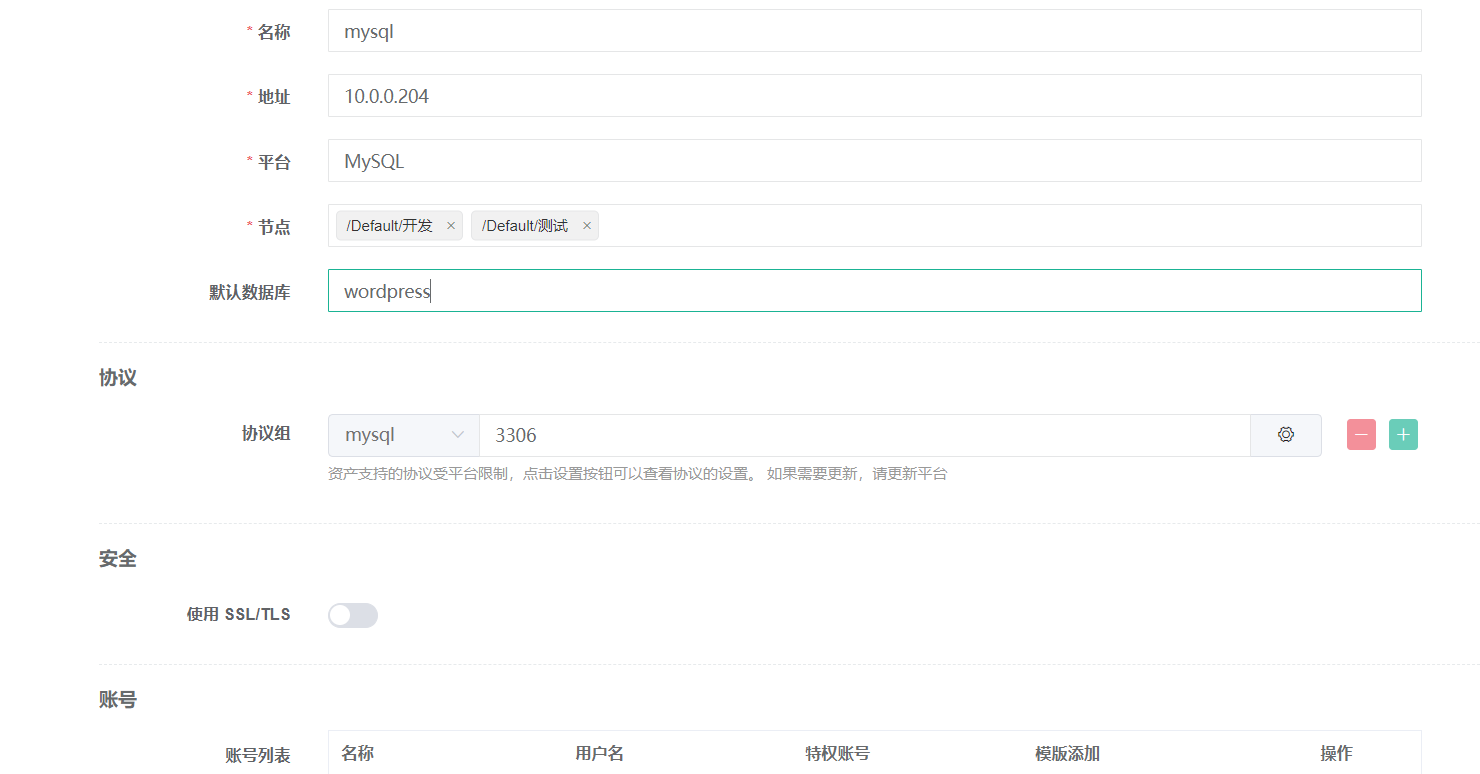 * 名称 mysql
* 地址 10.0.0.204
* 平台 MySQL
* 节点 /Default/开发 × /Default/测试 ×
默认数据库 wordpress
协议
协议组 mysql 3306
资产支持的协议受平台限制，点击设置按钮可以查看协议的设置。 如果需要更新，请更新平台
安全
使用 SSL/TLS
账号
账号列表 名称 用户名 特权账号 模版添加 操作